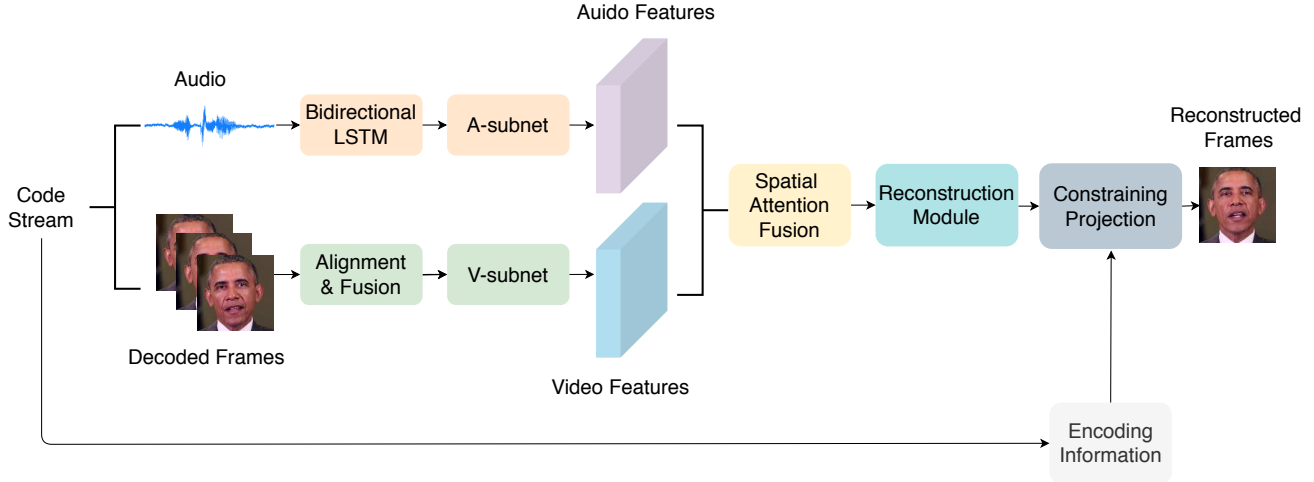 Auido Features
Audio
Bidirectional
LSTM
A-subnet
Reconstructed
Frames
Code
Stream
Spatial
Attention
Fusion
Reconstruction
Module
Constraining
Projection
Alignment
& Fusion
V-subnet
Decoded Frames
Video Features
Encoding
Information